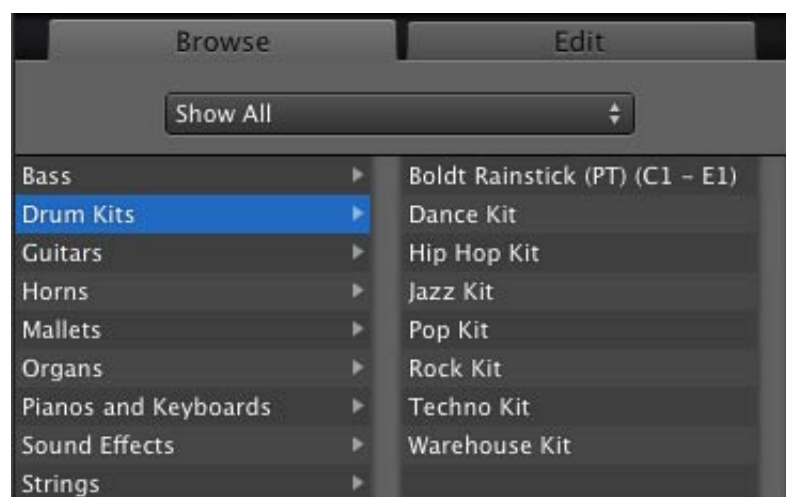 Browse
Edit
Show All
Bass
Drum Kits
Guitars
Horns
Mallets
Organs
Pianos and Keyboards
Sound Effects
Strings
Boldt Rainstick (PT) (C1 – E1)
Dance Kit
Hip Hop Kit
Jazz Kit
Pop Kit
Rock Kit
Techno Kit
Warehouse Kit